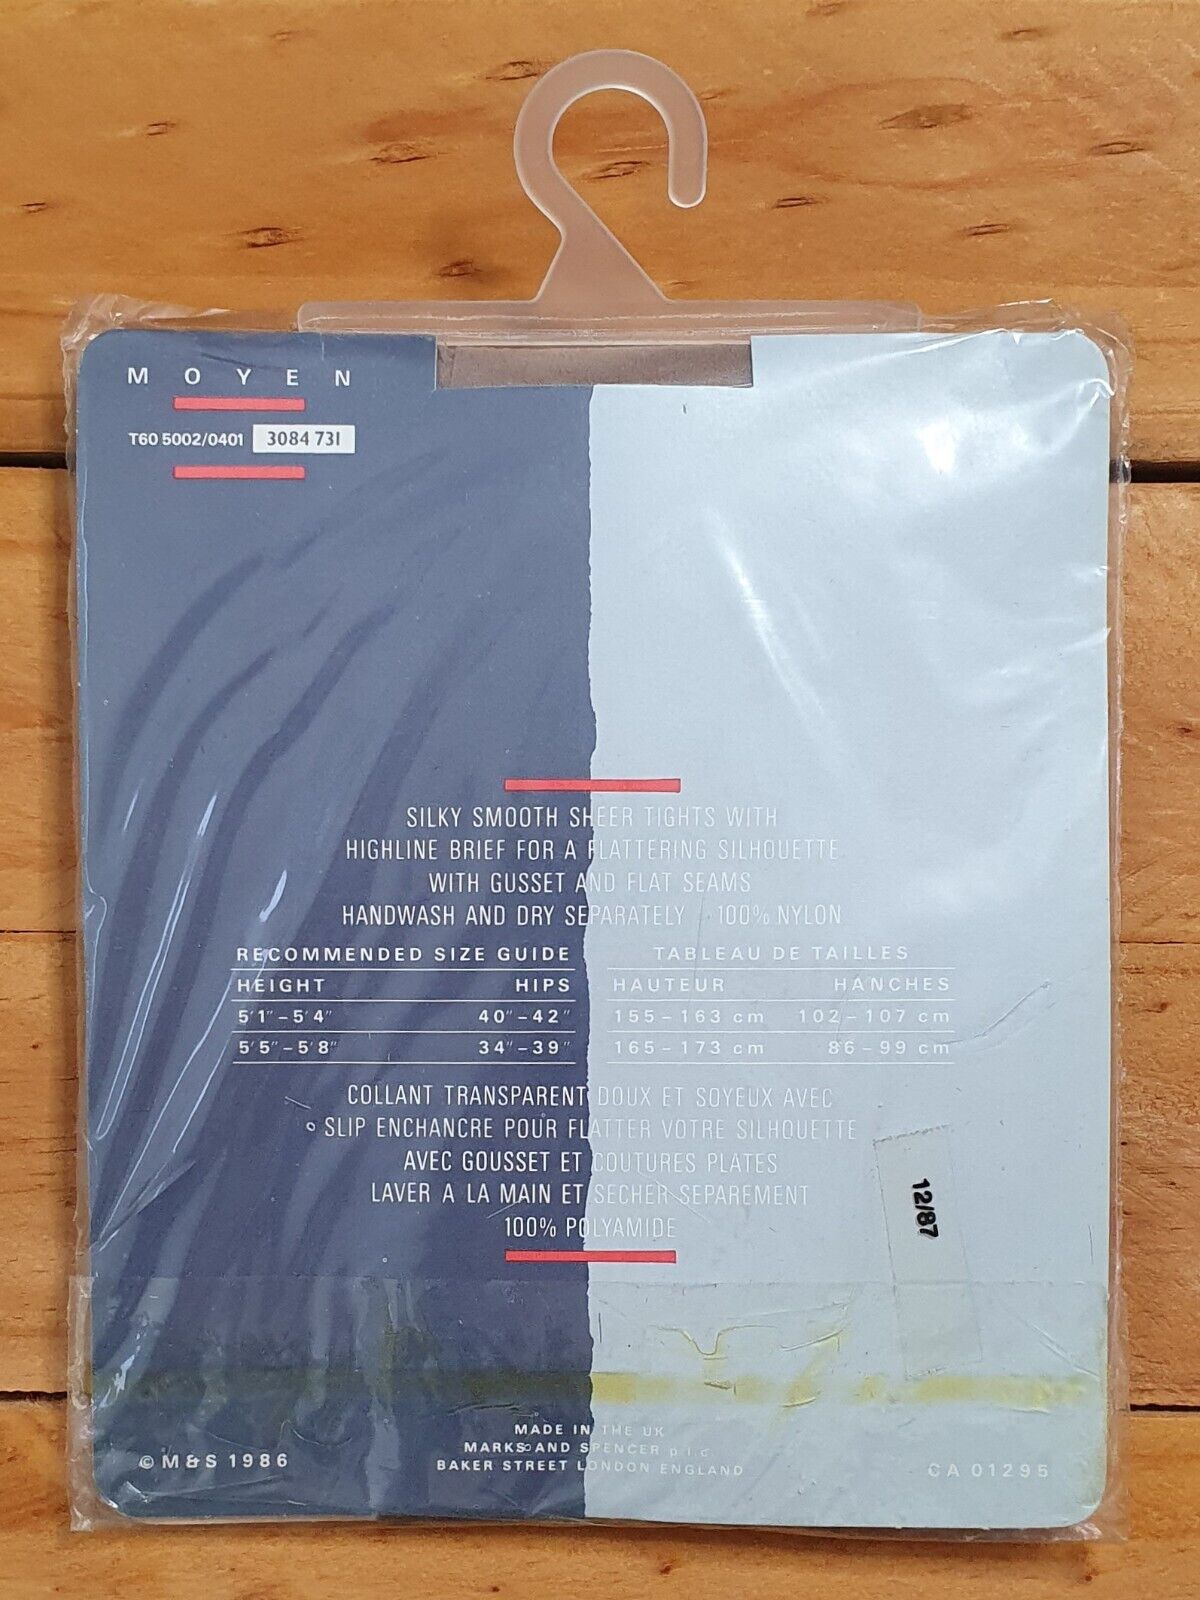 MOYEN
T60 5002/0401 3084 731
SILKY SMOOTH SHEER TIGHTS WITH
HIGHLINE BRIEF FOR A FLATTERING SILHOUETTE
WITH GUSSET AND FLAT SEAMS
HANDWASH AND DRY SEPARATELY 100% NYLON
RECOMMENDED SIZE GUIDE
HEIGHT HIPS
5'1"–5'4" 40"–42"
5'5"–5'8" 34"–39"
TABLEAU DE TAILLES
HAUTEUR HANCHES
155–163 cm 102–107 cm
165–173 cm 86–99 cm
COLLANT TRANSPARENT DOUX ET SOYEUX AVEC
SLIP ENCHANCRE POUR FLATTER VOTRE SILHOUETTE
AVEC GOUSSET ET COUTURES PLATES
LAVER A LA MAIN ET SECHER SEPAREMENT
100% POLYAMIDE
12/87
MADE IN THE UK
MARKS AND SPENCER p.l.c.
BAKER STREET LONDON ENGLAND
© M&S 1986
CA 01295